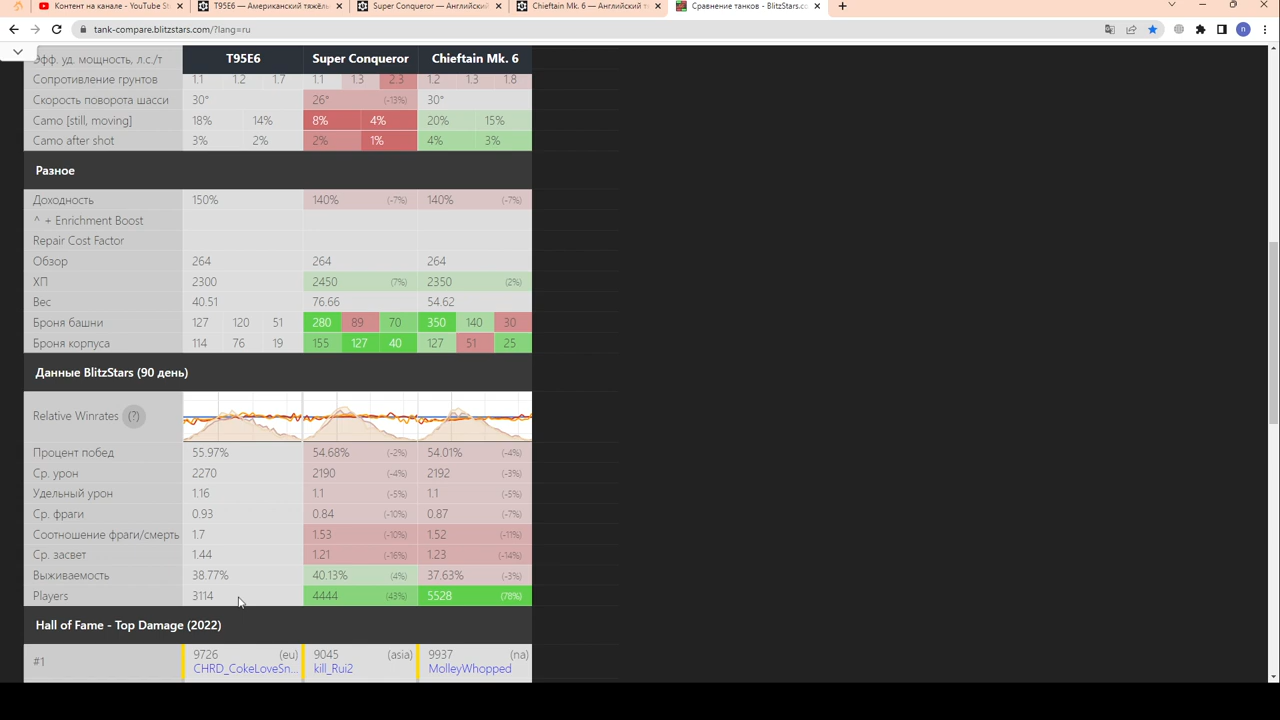 Контент на канале - YouTube S
T95E6 — Американский тяжёл
Super Conqueror — Английский
Chieftain Mk. 6 — Английский т
Сравнение танков - BlitzStars.co
tank-compare.blitzstars.com/?lang=ru
Эфф. уд. мощность, л.с./т T95E6 Super Conqueror Chieftain Mk. 6
Сопротивление грунтов 1.1 1.2 1.7 1.1 1.3 2.3 1.2 1.3 1.8
Скорость поворота шасси 30° 26° (-13%) 30°
Camo [still, moving] 18% 14% 8% 4% 20% 15%
Camo after shot 3% 2% 2% 1% 4% 3%
Разное
Доходность 150% 140% (-7%) 140% (-7%)
^ + Enrichment Boost
Repair Cost Factor
Обзор 264 264 264
ХП 2300 2450 (7%) 2350 (2%)
Вес 40.51 76.66 54.62
Броня башни 127 120 51 280 89 70 350 140 30
Броня корпуса 114 76 19 155 127 40 127 51 25
Данные BlitzStars (90 день)
Relative Winrates (?)
Процент побед 55.97% 54.68% (-2%) 54.01% (-4%)
Ср. урон 2270 2190 (-4%) 2192 (-3%)
Удельный урон 1.16 1.1 (-5%) 1.1 (-5%)
Ср. фраги 0.93 0.84 (-10%) 0.87 (-7%)
Соотношение фраги/смерть 1.7 1.53 (-10%) 1.52 (-11%)
Ср. засвет 1.44 1.21 (-16%) 1.23 (-14%)
Выживаемость 38.77% 40.13% (4%) 37.63% (-3%)
Players 3114 4444 (43%) 5528 (78%)
Hall of Fame - Top Damage (2022)
#1 9726 (eu) 9045 (asia) 9937 (na)
CHRD_CokeLoveSn... kill_Rui2 MolleyWhopped